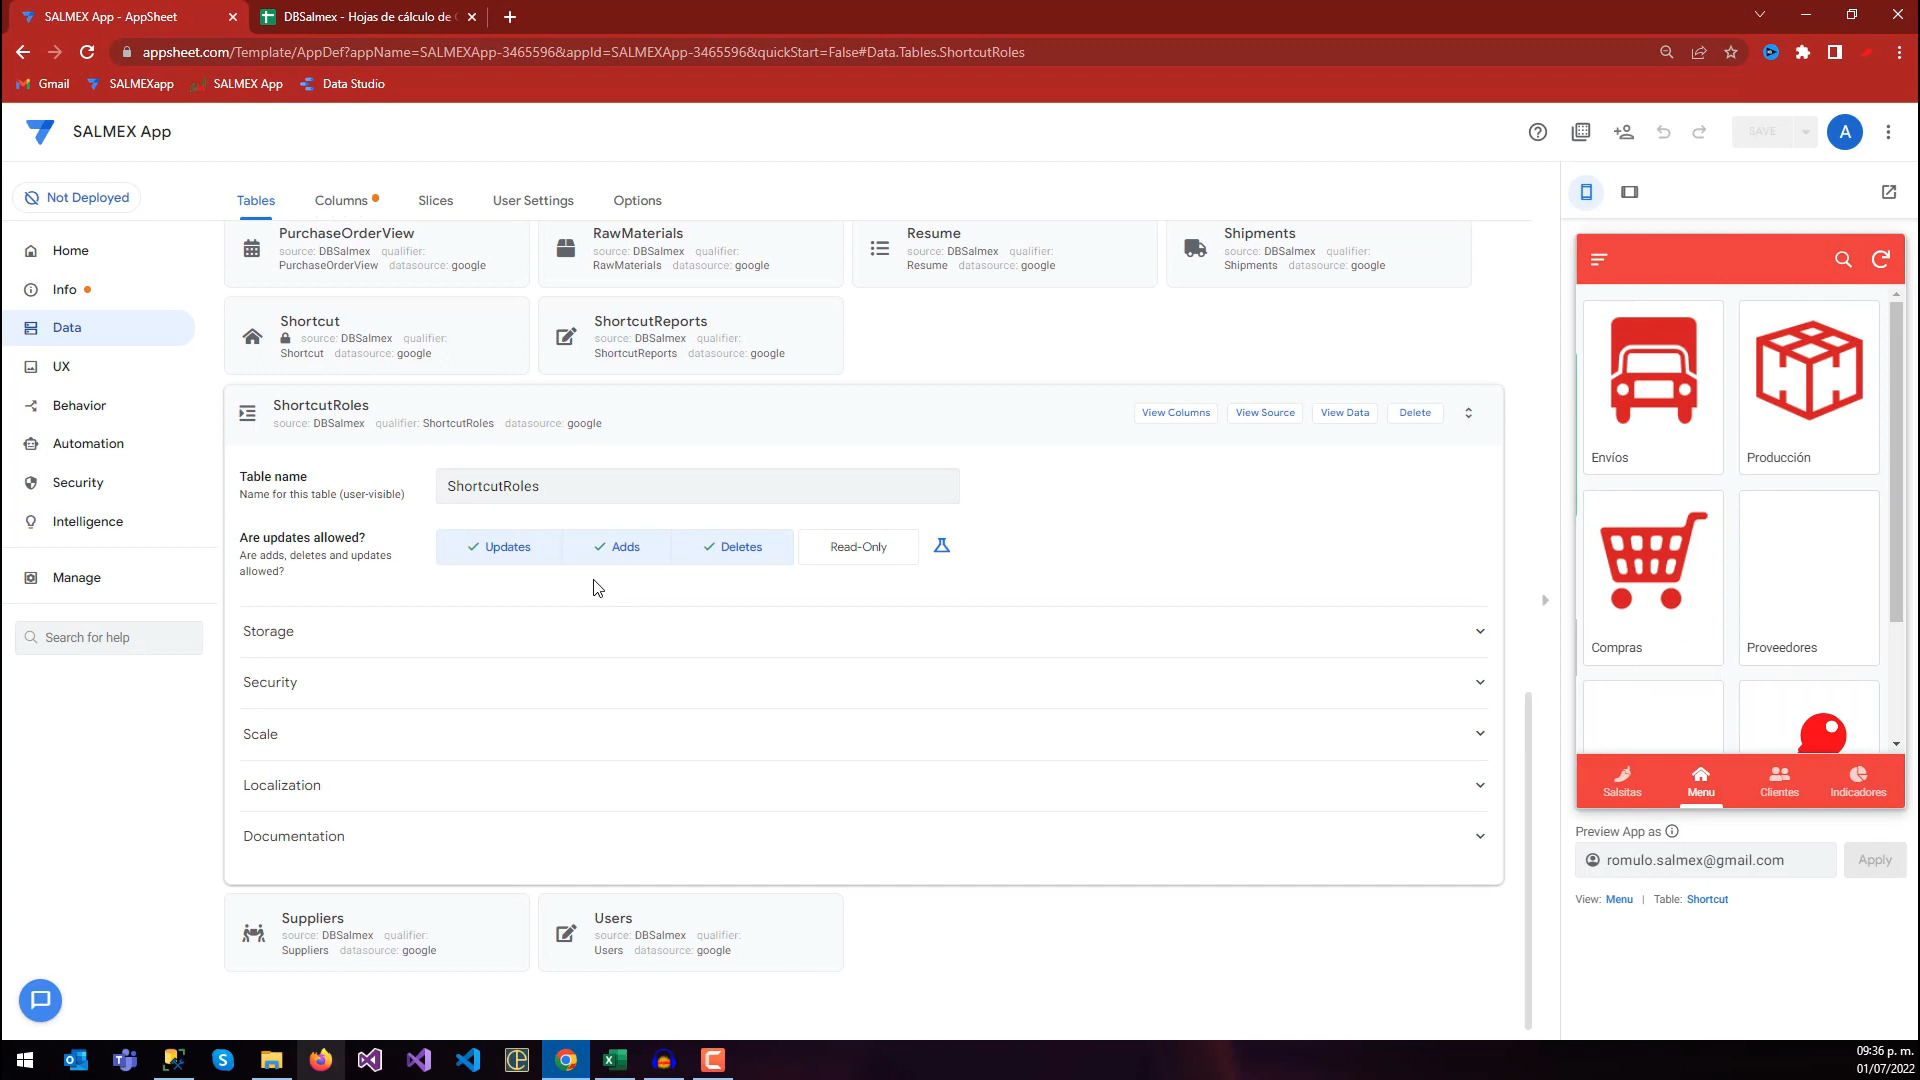 SALMEX App - AppSheet
DBSalmex - Hojas de cálculo de
appsheet.com/Template/AppDef?appName=SALMEXApp-3465596&appId=SALMEXApp-3465596&quickStart=False#Data.Tables.ShortcutRoles
Gmail
SALMEXapp
SALMEX App
Data Studio
SALMEX App
SAVE
A
Not Deployed
Tables
Columns
Slices
User Settings
Options
Home
Info
Data
UX
Behavior
Automation
Security
Intelligence
Manage
Search for help
PurchaseOrderView
source: DBSalmex qualifier:
PurchaseOrderView datasource: google
RawMaterials
source: DBSalmex qualifier:
RawMaterials datasource: google
Resume
source: DBSalmex qualifier:
Resume datasource: google
Shipments
source: DBSalmex qualifier:
Shipments datasource: google
Shortcut
source: DBSalmex qualifier:
Shortcut datasource: google
ShortcutReports
source: DBSalmex qualifier:
ShortcutReports datasource: google
ShortcutRoles
source: DBSalmex qualifier: ShortcutRoles datasource: google
View Columns
View Source
View Data
Delete
Table name
Name for this table (user-visible)
ShortcutRoles
Are updates allowed?
Are adds, deletes and updates
allowed?
Updates
Adds
Deletes
Read-Only
Storage
Security
Scale
Localization
Documentation
Suppliers
source: DBSalmex qualifier:
Suppliers datasource: google
Users
source: DBSalmex qualifier:
Users datasource: google
Envíos
Producción
Compras
Proveedores
Salsitas
Menu
Clientes
Indicadores
Preview App as
romulo.salmex@gmail.com
Apply
View: Menu | Table: Shortcut
09:36 p. m.
01/07/2022